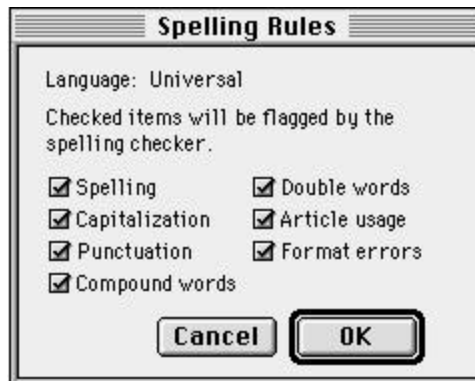 Spelling Rules
Language: Universal
Checked items will be flagged by the
spelling checker.
Spelling
Double words
Capitalization
Article usage
Punctuation
Format errors
Compound words
Cancel
OK